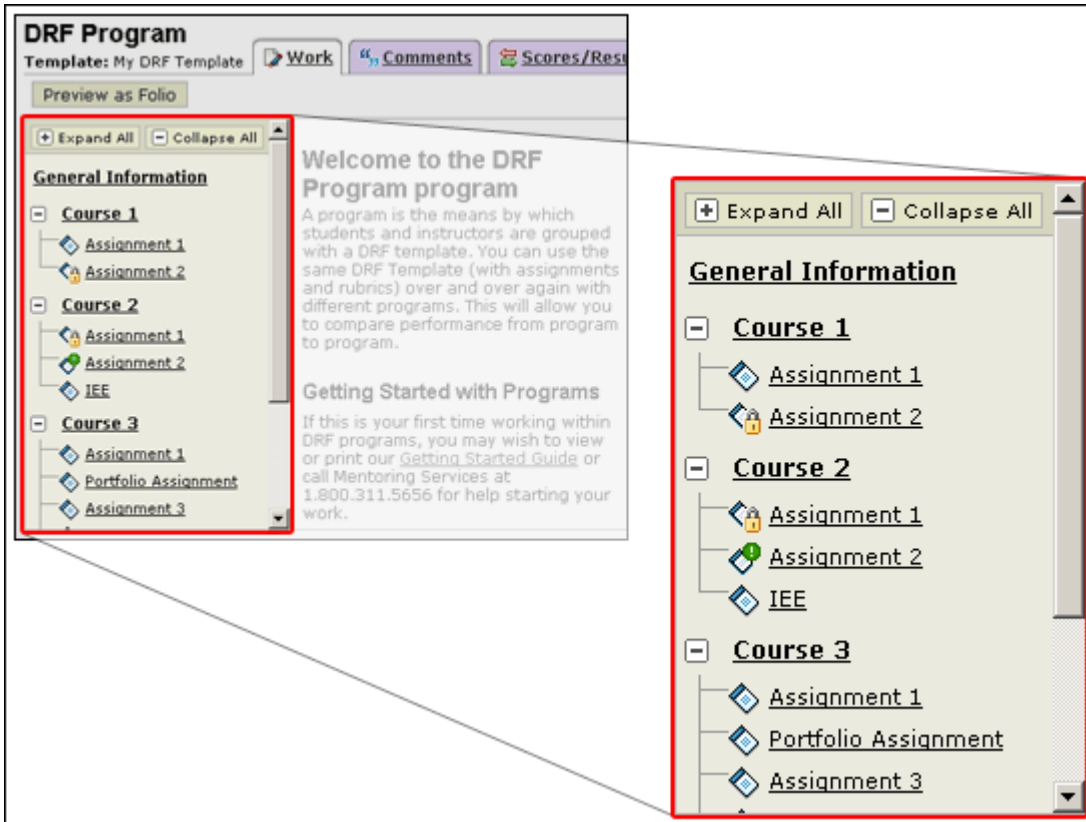 DRF Program
Template: My DRF Template
Work
Comments
Scores/Resu
Preview as Folio
Expand All
Collapse All
General Information
Course 1
Assignment 1
Assignment 2
Course 2
Assignment 1
Assignment 2
IEE
Course 3
Assignment 1
Portfolio Assignment
Assignment 3
Welcome to the DRF
Program program
A program is the means by which
students and instructors are grouped
with a DRF template. You can use the
same DRF Template (with assignments
and rubrics) over and over again with
different programs. This will allow you
to compare performance from program
to program.
Getting Started with Programs
If this is your first time working within
DRF programs, you may wish to view
or print our Getting Started Guide or
call Mentoring Services at
1.800.311.5656 for help starting your
work.
Expand All
Collapse All
General Information
Course 1
Assignment 1
Assignment 2
Course 2
Assignment 1
Assignment 2
IEE
Course 3
Assignment 1
Portfolio Assignment
Assignment 3